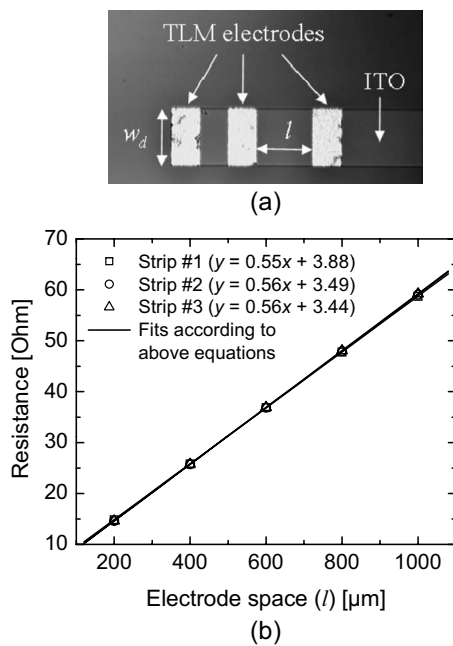 TLM electrodes
ITO
w_d
l
(a)
Resistance [Ohm]
70
60
50
40
30
20
10
□ Strip #1 (y = 0.55x + 3.88)
○ Strip #2 (y = 0.56x + 3.49)
△ Strip #3 (y = 0.56x + 3.44)
— Fits according to
above equations
200 400 600 800 1000
Electrode space (l) [µm]
(b)